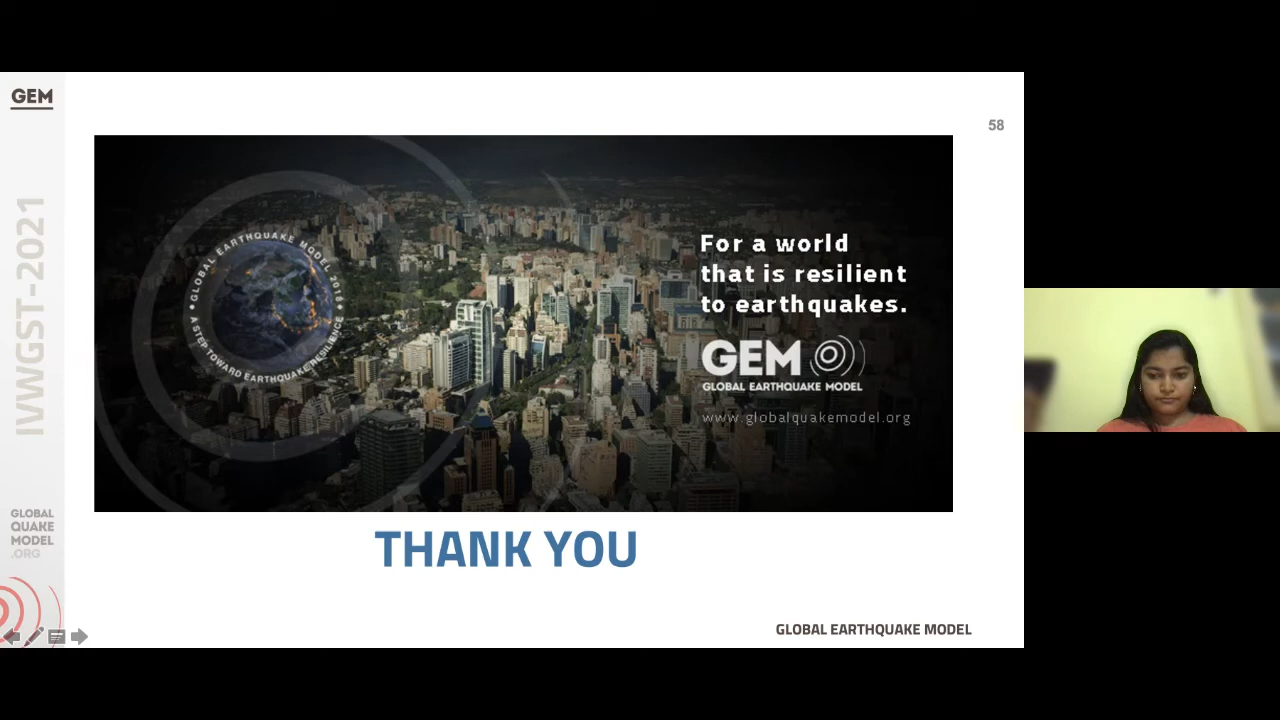 GEM
IVWGST-2021
GLOBAL
QUAKE
MODEL
.ORG
58
GLOBAL EARTHQUAKE MODEL 2018
A STEP TOWARD EARTHQUAKE RESILIENCE
For a world
that is resilient
to earthquakes.
GEM
GLOBAL EARTHQUAKE MODEL
www.globalquakemodel.org
THANK YOU
GLOBAL EARTHQUAKE MODEL